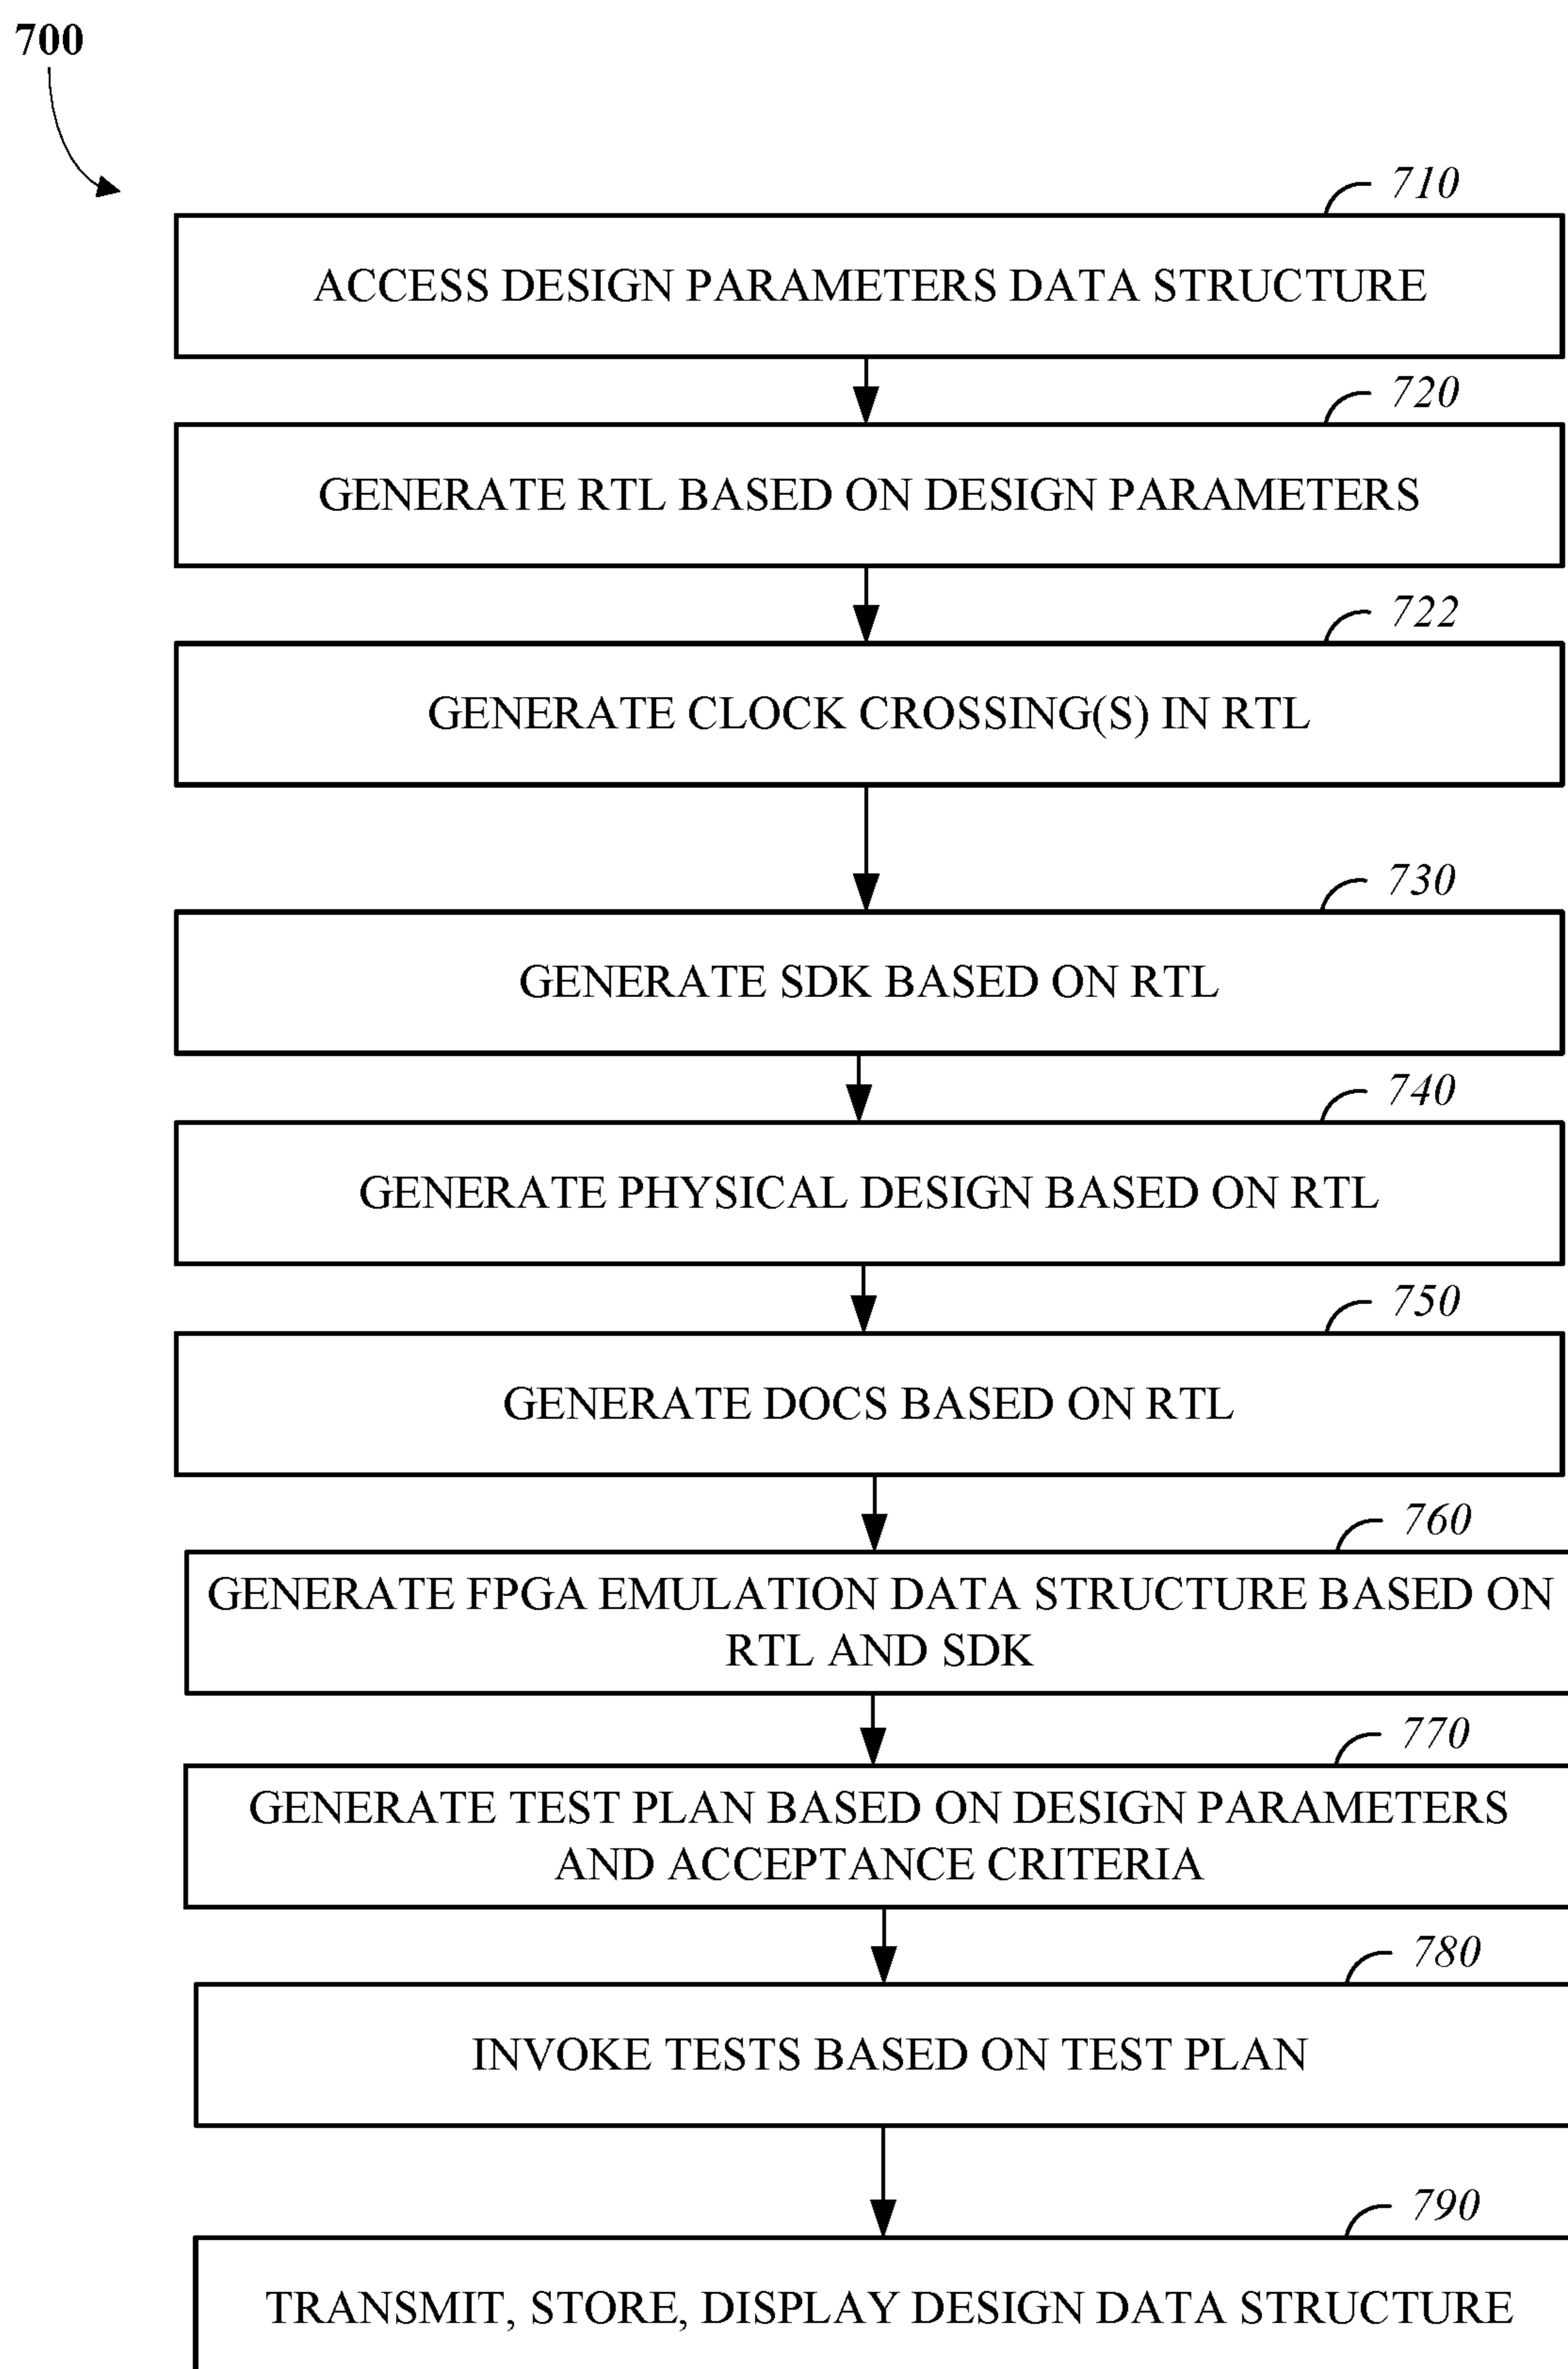 700
710
ACCESS DESIGN PARAMETERS DATA STRUCTURE
720
GENERATE RTL BASED ON DESIGN PARAMETERS
722
GENERATE CLOCK CROSSING(S) IN RTL
730
GENERATE SDK BASED ON RTL
740
GENERATE PHYSICAL DESIGN BASED ON RTL
750
GENERATE DOCS BASED ON RTL
760
GENERATE FPGA EMULATION DATA STRUCTURE BASED ON
RTL AND SDK
770
GENERATE TEST PLAN BASED ON DESIGN PARAMETERS
AND ACCEPTANCE CRITERIA
780
INVOKE TESTS BASED ON TEST PLAN
790
TRANSMIT, STORE, DISPLAY DESIGN DATA STRUCTURE